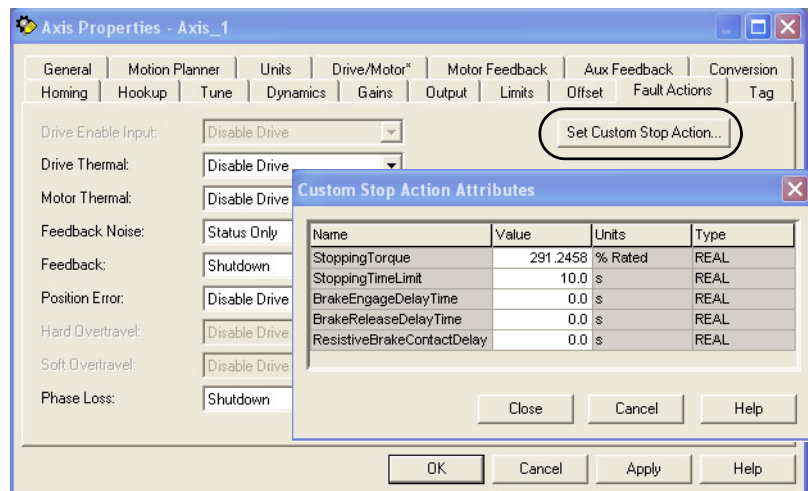 Axis Properties - Axis_1
General Motion Planner Units Drive/Motor* Motor Feedback Aux Feedback Conversion
Homing Hookup Tune Dynamics Gains Output Limits Offset Fault Actions Tag
Drive Enable Input: Disable Drive Set Custom Stop Action...
Drive Thermal: Disable Drive
Motor Thermal: Disable Drive
Feedback Noise: Status Only
Feedback: Shutdown
Position Error: Disable Drive
Hard Overtravel: Disable Drive
Soft Overtravel: Disable Drive
Phase Loss: Shutdown
Custom Stop Action Attributes
Name Value Units Type
StoppingTorque 291.2458 % Rated REAL
StoppingTimeLimit 10.0 s REAL
BrakeEngageDelayTime 0.0 s REAL
BrakeReleaseDelayTime 0.0 s REAL
ResistiveBrakeContactDelay 0.0 s REAL
Close Cancel Help
OK Cancel Apply Help